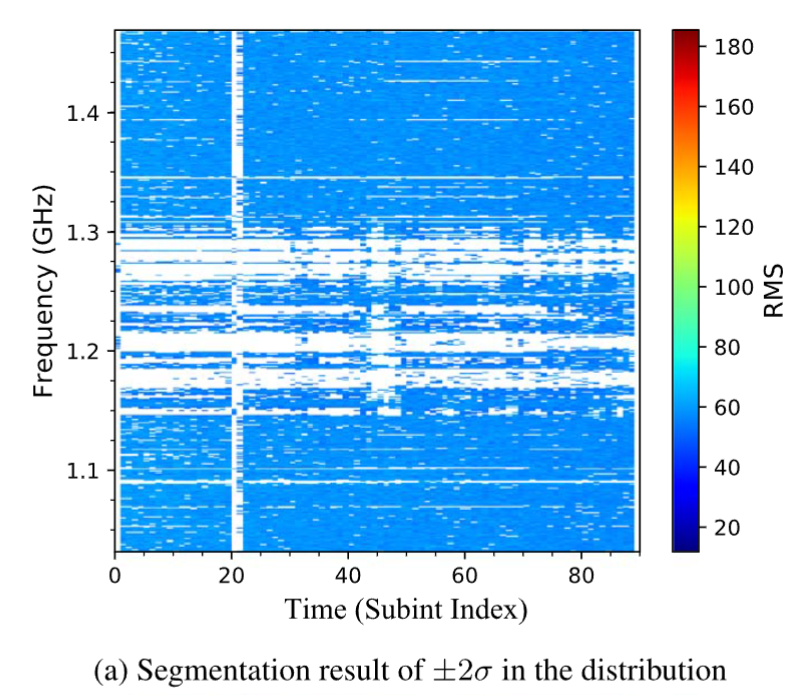 1.4
1.3
1.2
1.1
Frequency (GHz)
0 20 40 60 80
Time (Subint Index)
180
160
140
120
100
80
60
40
20
RMS
(a) Segmentation result of ±2σ in the distribution